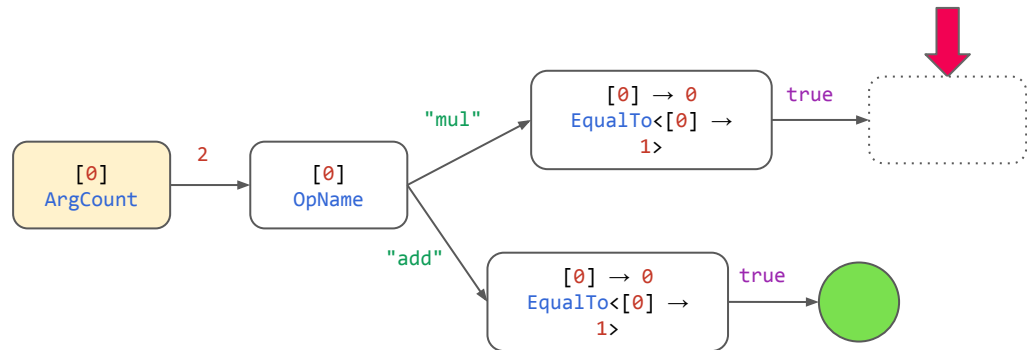 [0]
ArgCount
2
[0]
OpName
"mul"
[0] → 0
EqualTo<[0] →
1>
true
"add"
[0] → 0
EqualTo<[0] →
1>
true